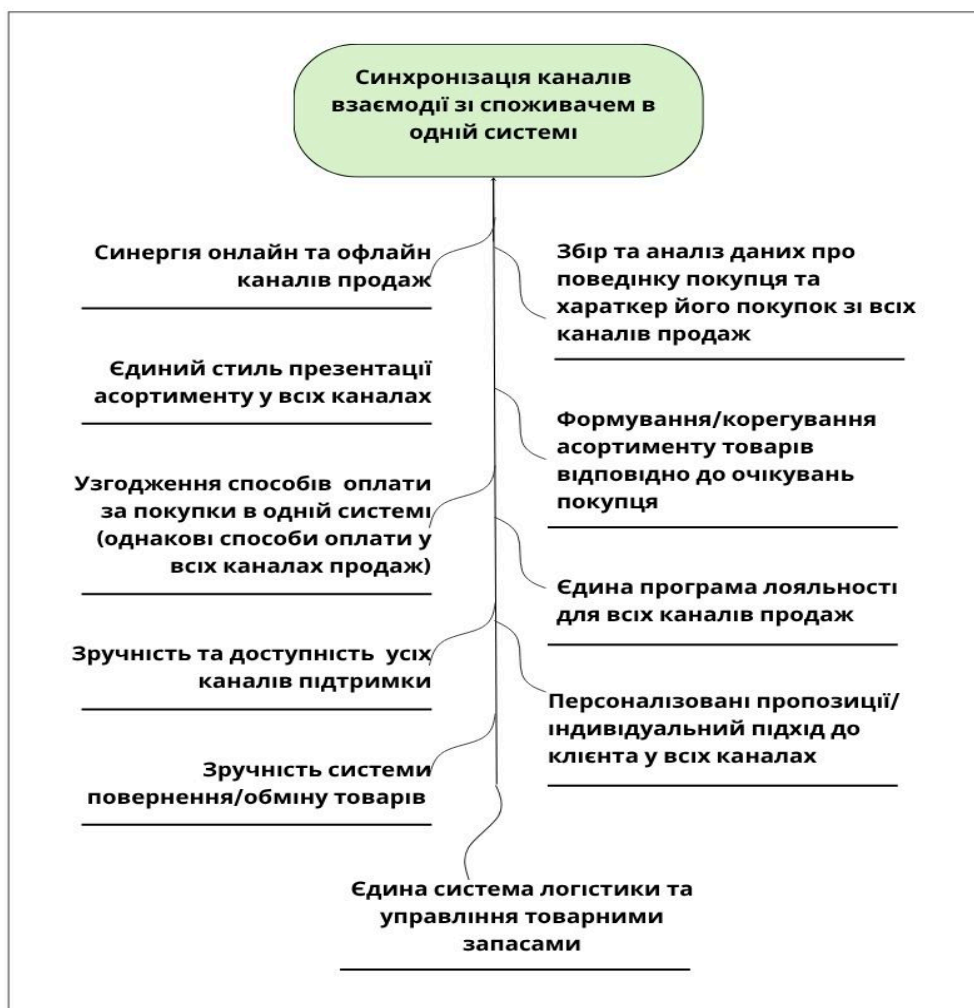 Синхронізація каналів
взаємодії зі споживачем в
одній системі
Синергія онлайн та офлайн
каналів продаж
Єдиний стиль презентації
асортименту у всіх каналах
Узгодження способів оплати
за покупки в одній системі
(однакові способи оплати у
всіх каналах продаж)
Зручність та доступність усіх
каналів підтримки
Зручність системи
повернення/обміну товарів
Збір та аналіз даних про
поведінку покупця та
хараткер його покупок зі всіх
каналів продаж
Формування/корегування
асортименту товарів
відповідно до очікувань
покупця
Єдина програма лояльності
для всіх каналів продаж
Персоналізовані пропозиції/
індивідуальний підхід до
клієнта у всіх каналах
Єдина система логістики та
управління товарними
запасами